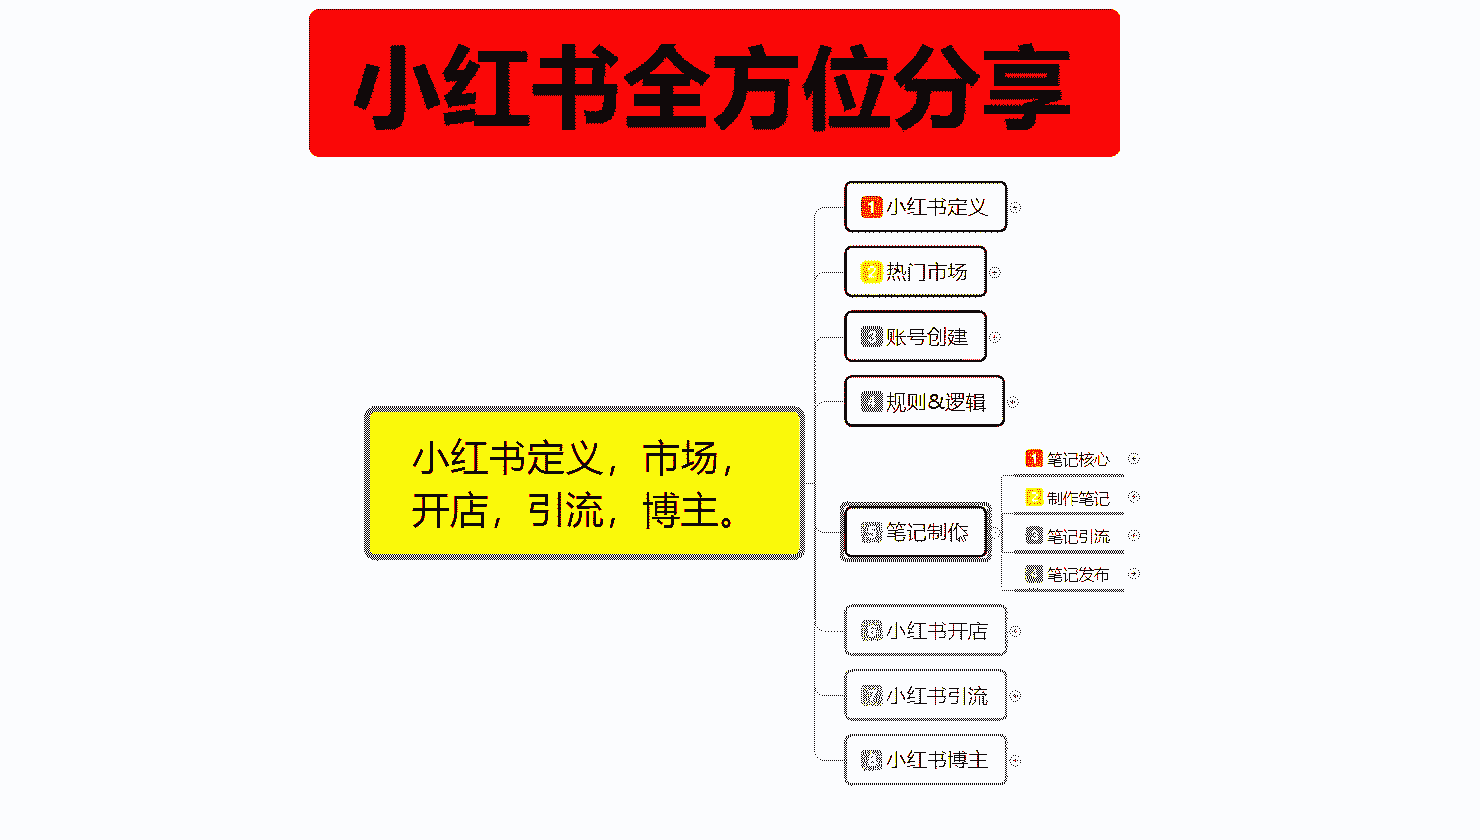 小红书全方位分享
小红书定义，市场，
开店，引流，博主。
1 小红书定义
2 热门市场
3 账号创建
4 规则&逻辑
5 笔记制作
1 笔记核心
2 制作笔记
3 笔记引流
4 笔记发布
6 小红书开店
7 小红书引流
8 小红书博主